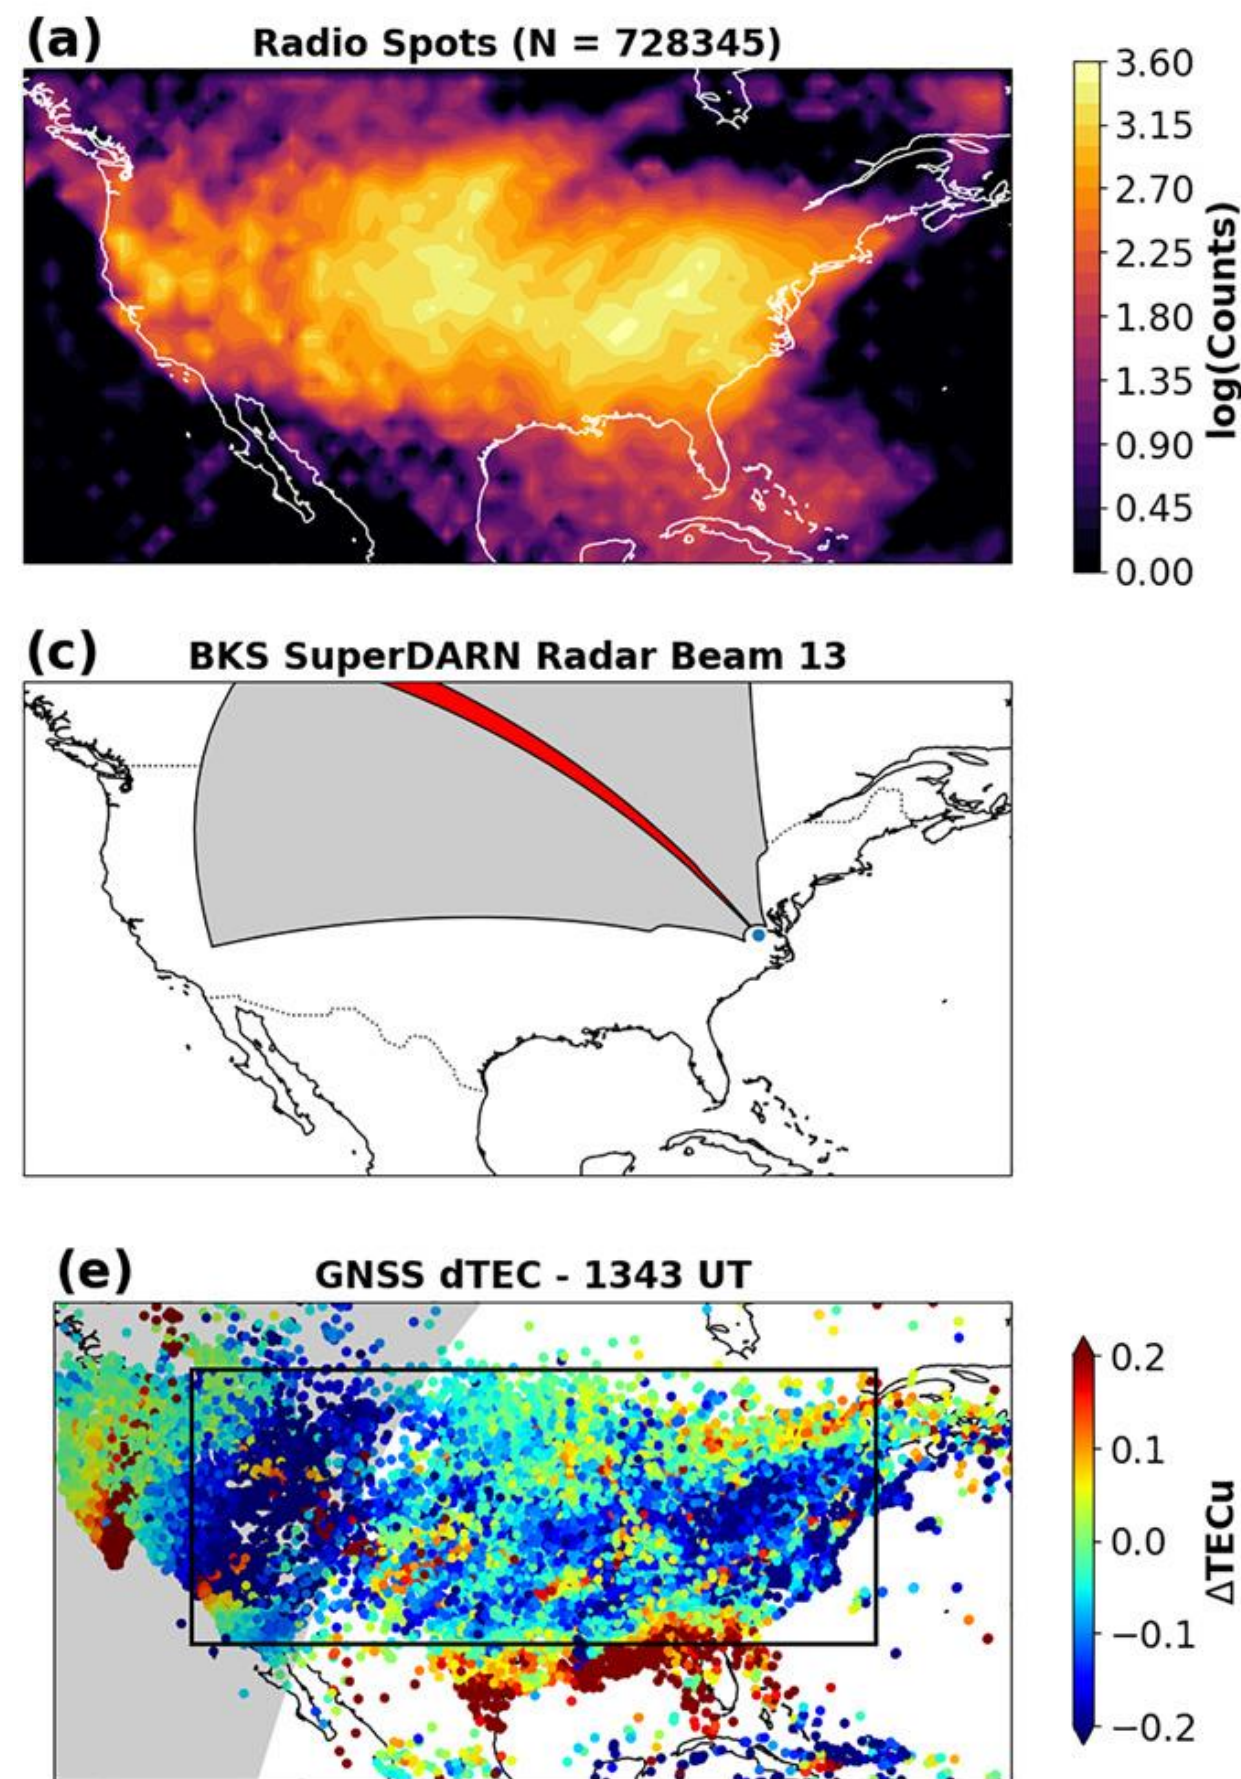 (a) Radio Spots (N = 728345)
3.60
3.15
2.70
2.25
1.80
1.35
0.90
0.45
0.00
log(Counts)
(c) BKS SuperDARN Radar Beam 13
(e) GNSS dTEC - 1343 UT
0.2
0.1
0.0
−0.1
−0.2
ΔTECu